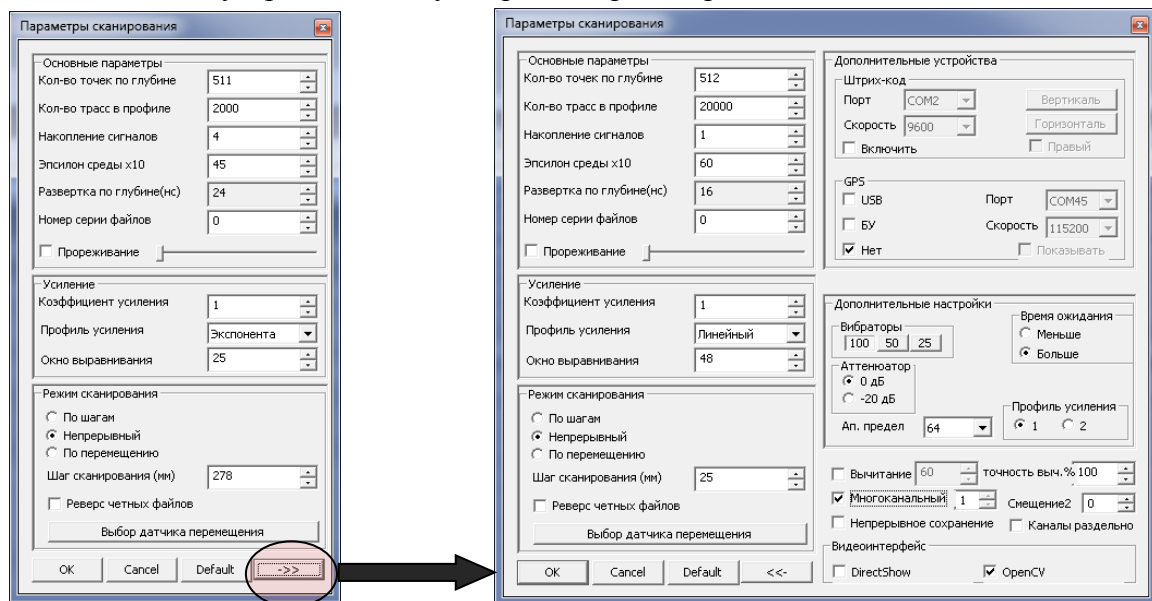 Параметры сканирования
Основные параметры
Кол-во точек по глубине 511
Кол-во трасс в профиле 2000
Накопление сигналов 4
Эпсилон среды x10 45
Развертка по глубине(нс) 24
Номер серии файлов 0
Прореживание
Усиление
Коэффициент усиления 1
Профиль усиления Экспонента
Окно выравнивания 25
Режим сканирования
По шагам
Непрерывный
По перемещению
Шаг сканирования (мм) 278
Реверс четных файлов
Выбор датчика перемещения
OK Cancel Default ->>
Параметры сканирования
Основные параметры
Кол-во точек по глубине 512
Кол-во трасс в профиле 20000
Накопление сигналов 1
Эпсилон среды x10 60
Развертка по глубине(нс) 16
Номер серии файлов 0
Прореживание
Усиление
Коэффициент усиления 1
Профиль усиления Линейный
Окно выравнивания 48
Режим сканирования
По шагам
Непрерывный
По перемещению
Шаг сканирования (мм) 25
Реверс четных файлов
Выбор датчика перемещения
OK Cancel Default <<-
Дополнительные устройства
Штрих-код
Порт COM2 Вертикаль
Скорость 9600 Горизонталь
Включить Правый
GPS
USB Порт COM45
БУ Скорость 115200
Нет Показывать
Дополнительные настройки
Вибраторы Время ожидания
100 50 25 Меньше
Больше
Аттенюатор
0 дБ
-20 дБ
Профиль усиления
Ап. предел 64 1 2
Вычитание 60 точность выч.% 100
Многоканальный 1 Смещение2 0
Непрерывное сохранение Каналы раздельно
Видеоинтерфейс
DirectShow OpenCV